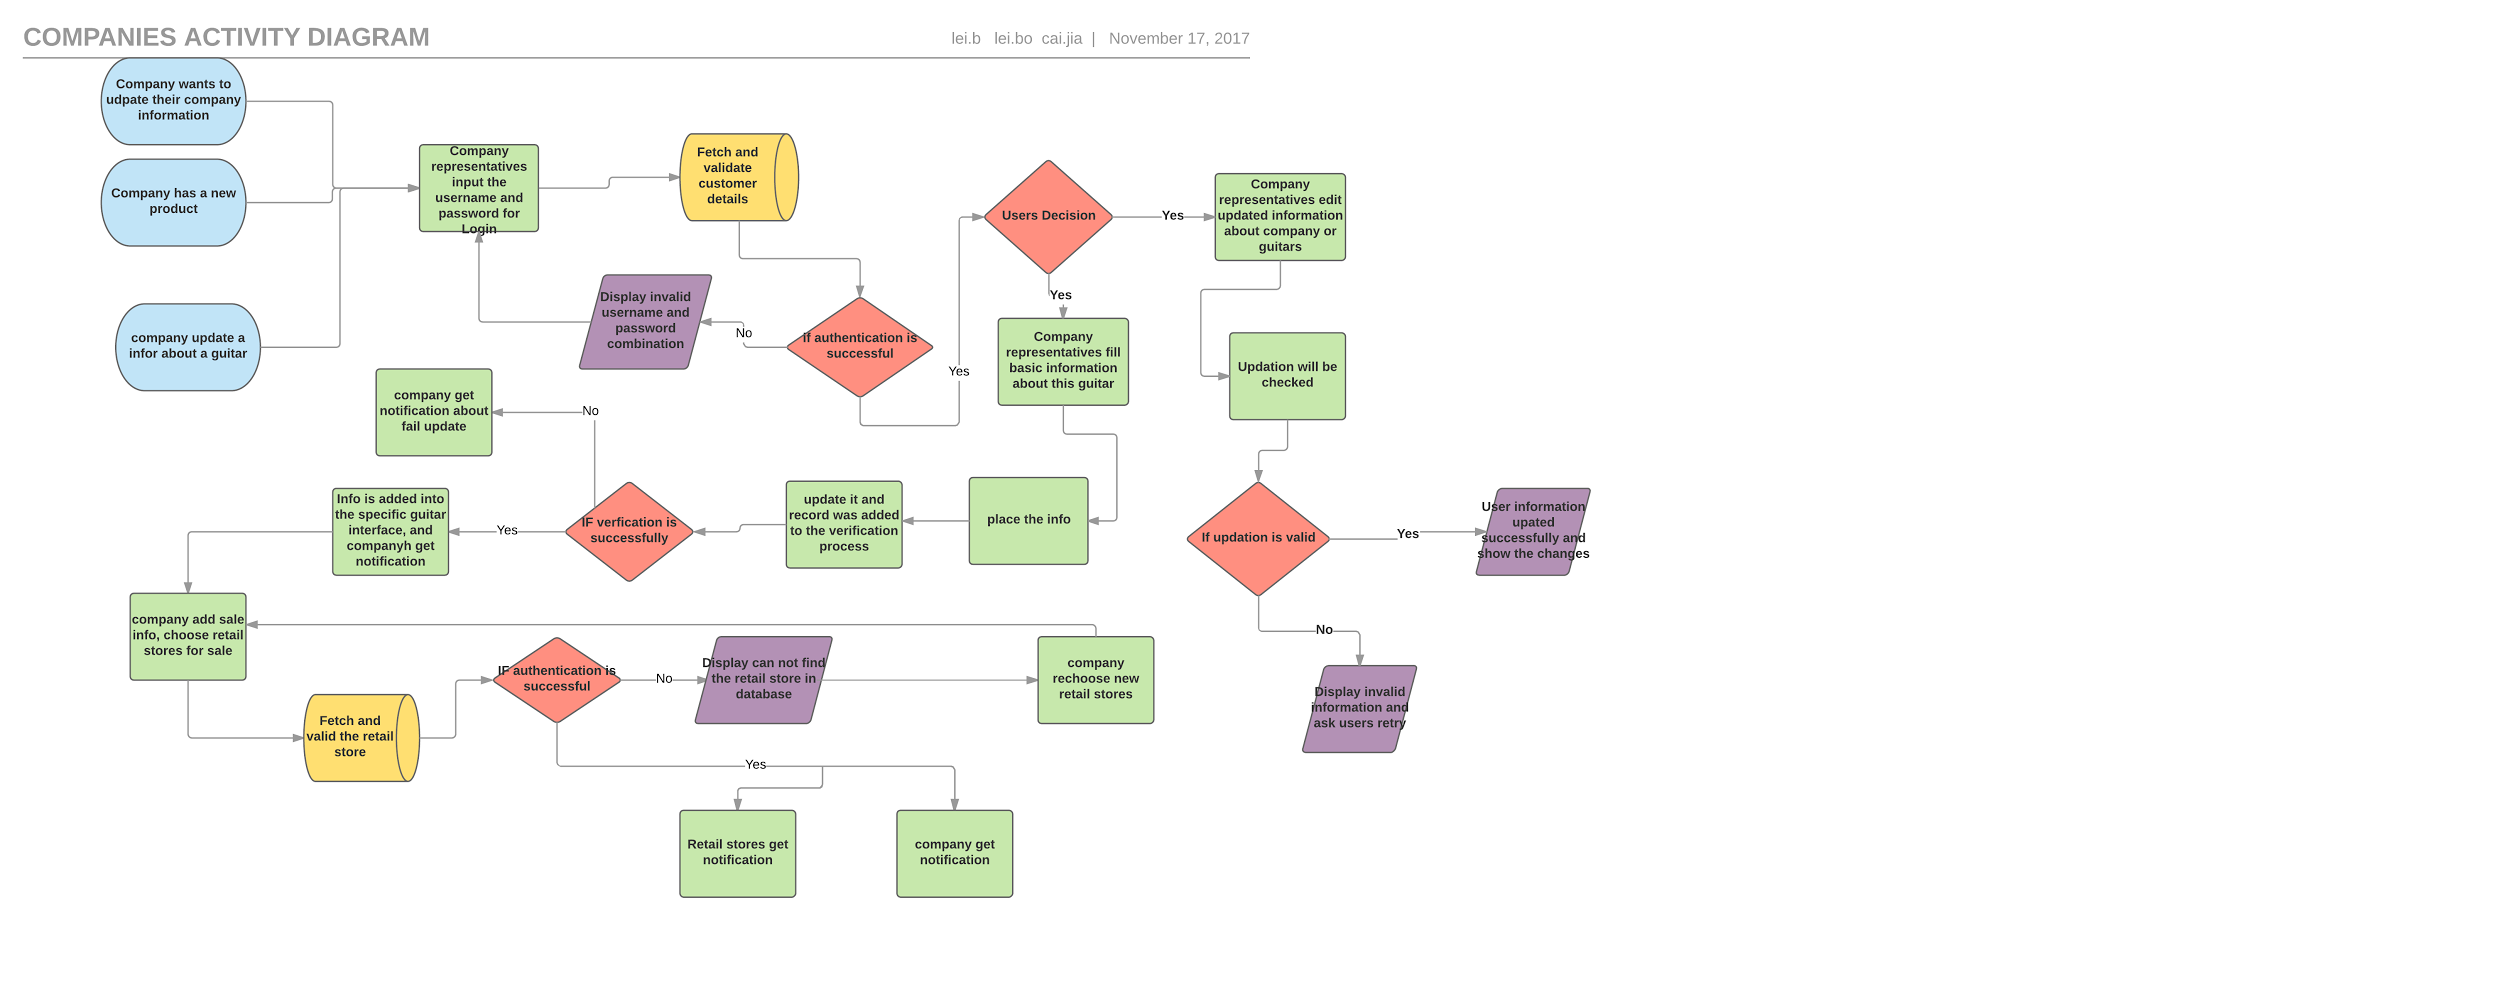 COMPANIES ACTIVITY DIAGRAM
lei.b lei.bo cai.jia | November 17, 2017
Company wants to
udpate their company
information
Company has a new
product
company update a
infor about a guitar
Company
representatives
input the
username and
password for
Login
Fetch and
validate
customer
details
Display invalid
username and
password
combination
No
if authentication is
successful
Yes
Users Decision
Yes
Yes
Company
representatives edit
updated information
about company or
guitars
Company
representatives fill
basic information
about this guitar
Updation will be
checked
company get
notification about
fail update
No
Info is added into
the specific guitar
interface, and
companyh get
notification
Yes
IF verfication is
successfully
update it and
record was added
to the verification
process
place the info
If updation is valid
Yes
User information
upated
successfully and
show the changes
No
Display invalid
information and
ask users retry
company add sale
info, choose retail
stores for sale
Fetch and
valid the retail
store
IF authentication is
successful
No
Display can not find
the retail store in
database
company
rechoose new
retail stores
Yes
Retail stores get
notification
company get
notification